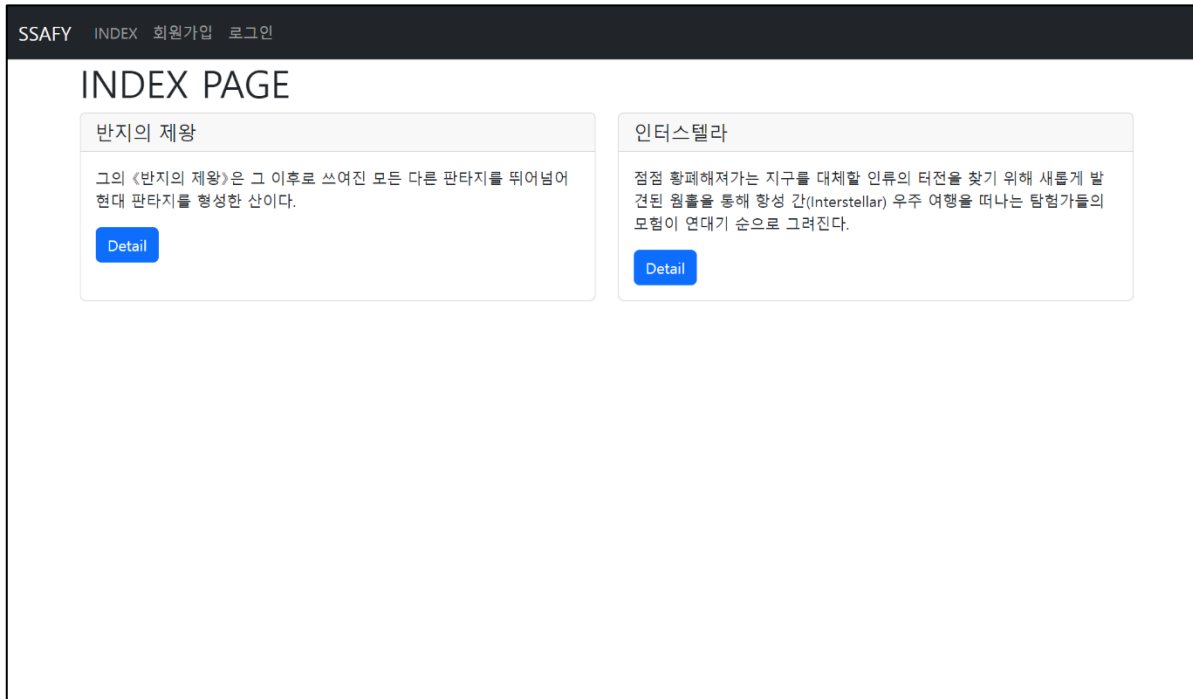 SSAFY INDEX 회원가입 로그인
INDEX PAGE
반지의 제왕
그의 《반지의 제왕》은 그 이후로 쓰여진 모든 다른 판타지를 뛰어넘어
현대 판타지를 형성한 산이다.
Detail
인터스텔라
점점 황폐해져가는 지구를 대체할 인류의 터전을 찾기 위해 새롭게 발
견된 웜홀을 통해 항성 간(Interstellar) 우주 여행을 떠나는 탐험가들의
모험이 연대기 순으로 그려진다.
Detail